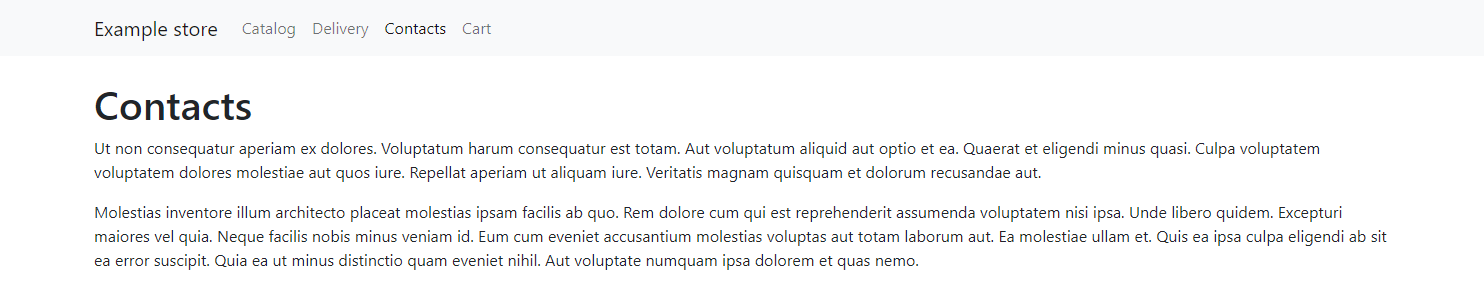 Example store Catalog Delivery Contacts Cart
Contacts
Ut non consequatur aperiam ex dolores. Voluptatum harum consequatur est totam. Aut voluptatum aliquid aut optio et ea. Quaerat et eligendi minus quasi. Culpa voluptatem
voluptatem dolores molestiae aut quos iure. Repellat aperiam ut aliquam iure. Veritatis magnam quisquam et dolorum recusandae aut.
Molestias inventore illum architecto placeat molestias ipsam facilis ab quo. Rem dolore cum qui est reprehenderit assumenda voluptatem nisi ipsa. Unde libero quidem. Excepturi
maiores vel quia. Neque facilis nobis minus veniam id. Eum cum eveniet accusantium molestias voluptas aut totam laborum aut. Ea molestiae ullam et. Quis ea ipsa culpa eligendi ab sit
ea error suscipit. Quia ea ut minus distinctio quam eveniet nihil. Aut voluptate numquam ipsa dolorem et quas nemo.